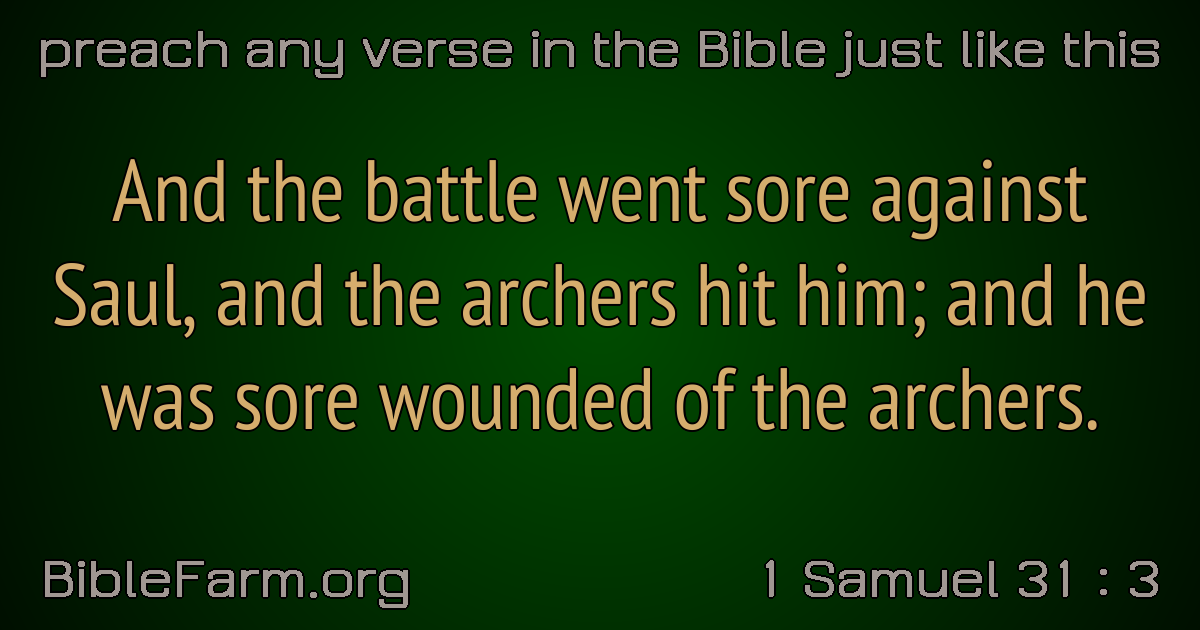 preach any verse in the Bible just like this
And the battle went sore against
Saul, and the archers hit him; and he
was sore wounded of the archers.
BibleFarm.org
1 Samuel 31 : 3